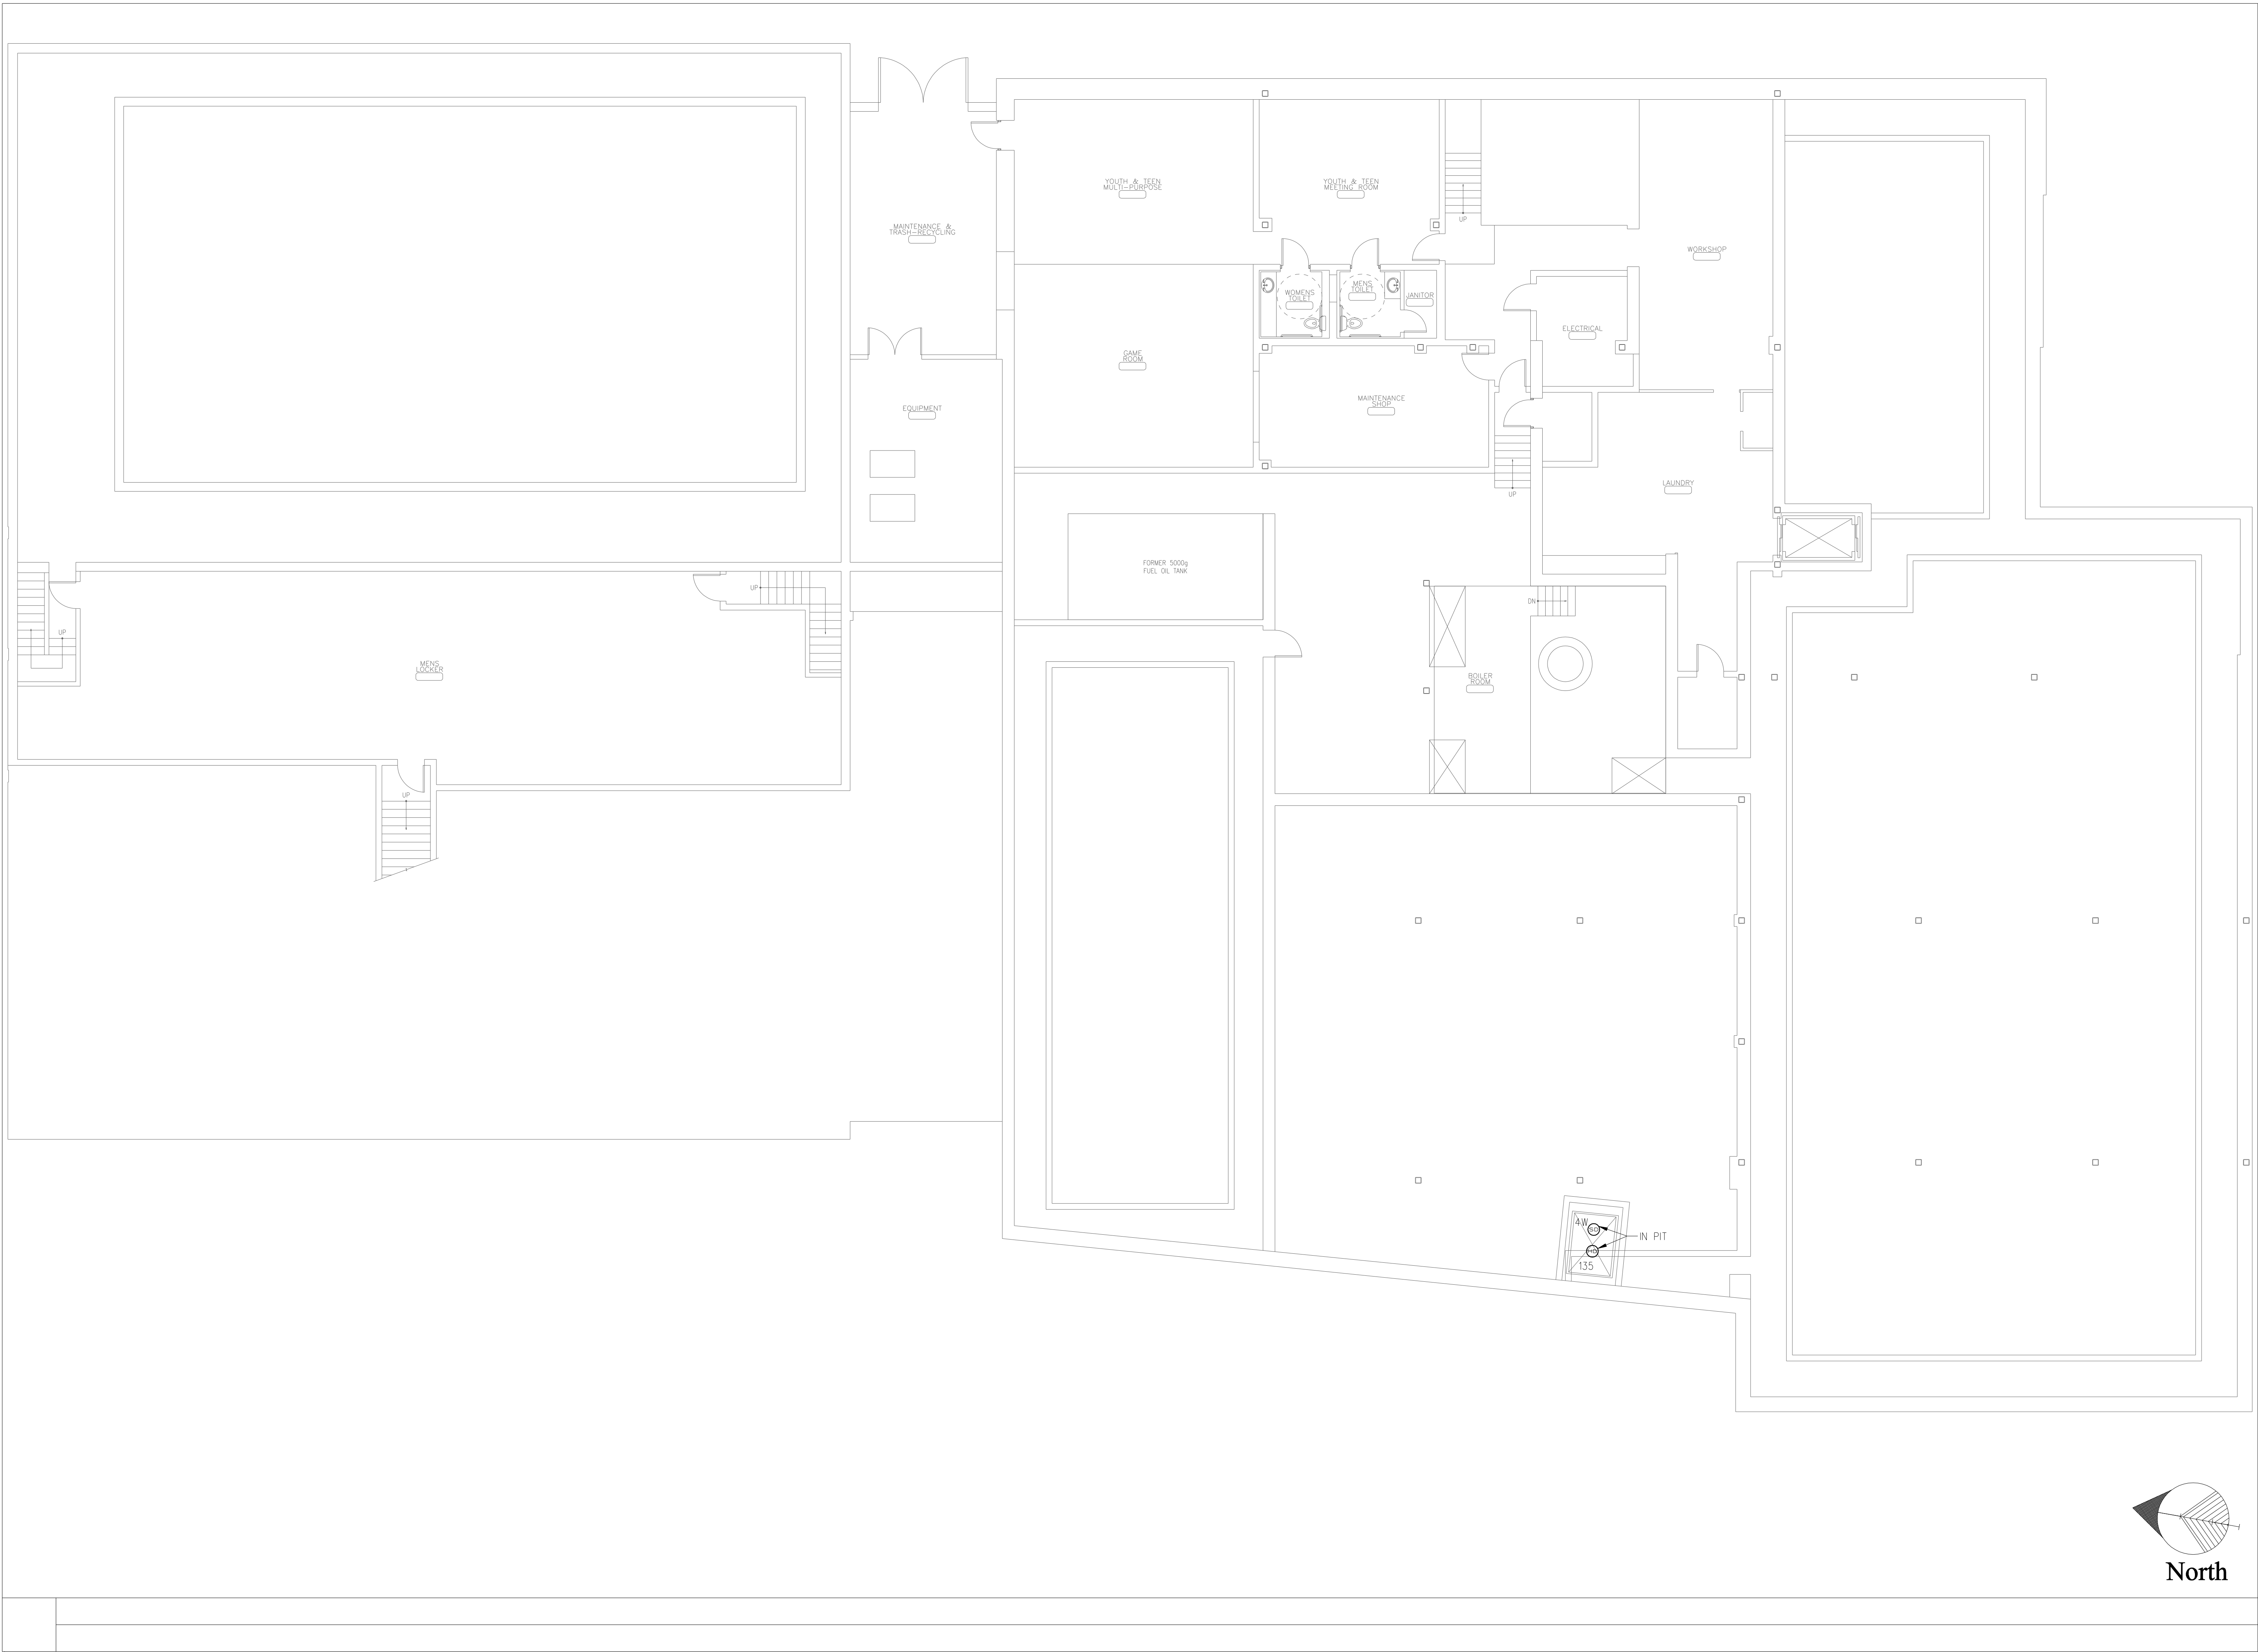 YOUTH & TEEN
MULTI-PURPOSE
YOUTH & TEEN
MEETING ROOM
UP
MAINTENANCE &
TRASH-RECYCLING
WORKSHOP
WOMENS
TOILET
MENS
TOILET
JANITOR
ELECTRICAL
GAME
ROOM
EQUIPMENT
MAINTENANCE
SHOP
LAUNDRY
UP
FORMER 5000g
FUEL OIL TANK
UP
DN
UP
MENS
LOCKER
BOILER
ROOM
UP
4W
SD
IN PIT
HD
135
North